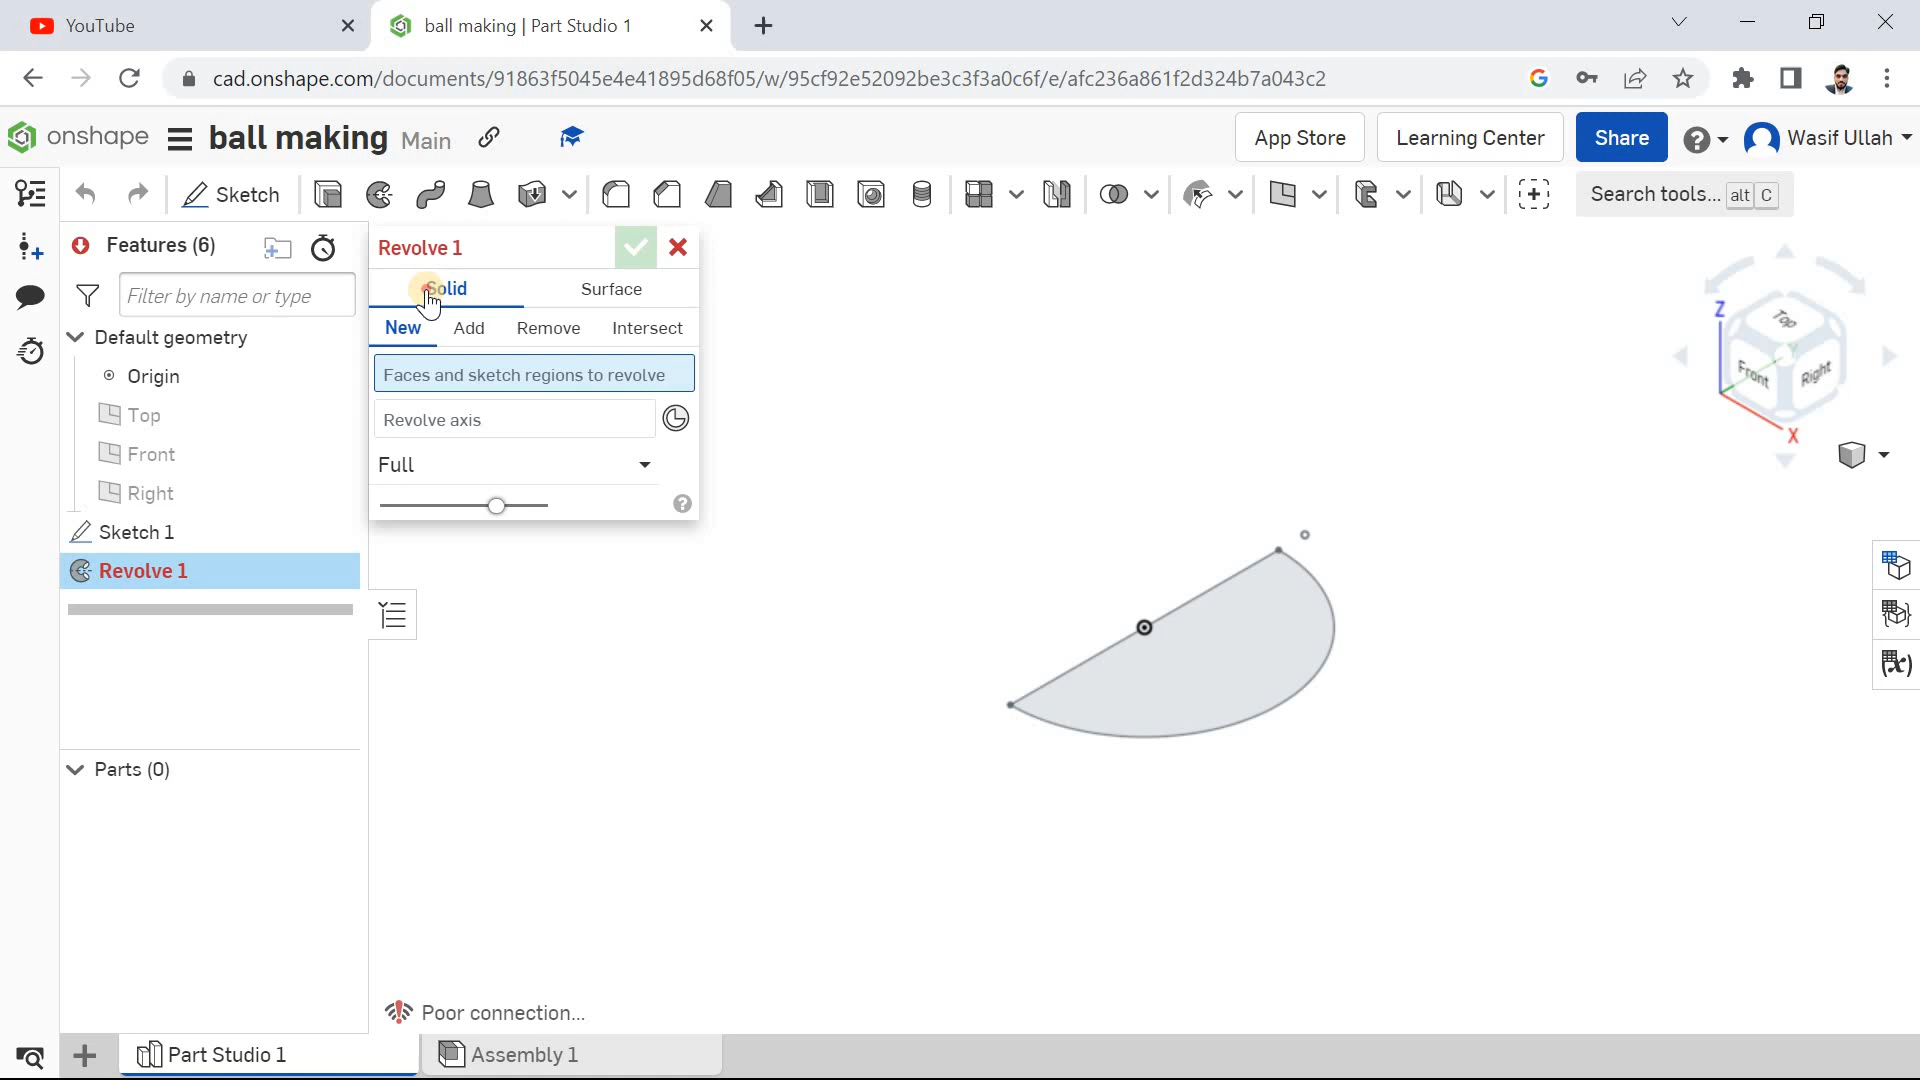 YouTube
ball making | Part Studio 1
cad.onshape.com/documents/91863f5045e4e41895d68f05/w/95cf92e52092be3c3f3a0c6f/e/afc236a861f2d324b7a043c2
onshape ball making Main
App Store
Learning Center
Share
Wasif Ullah
Sketch
Search tools... alt C
Features (6)
Filter by name or type
Default geometry
Origin
Top
Front
Right
Sketch 1
Revolve 1
Parts (0)
Revolve 1
Solid Surface
New Add Remove Intersect
Faces and sketch regions to revolve
Revolve axis
Full
Z
Top
Front
Right
X
Poor connection...
Part Studio 1
Assembly 1